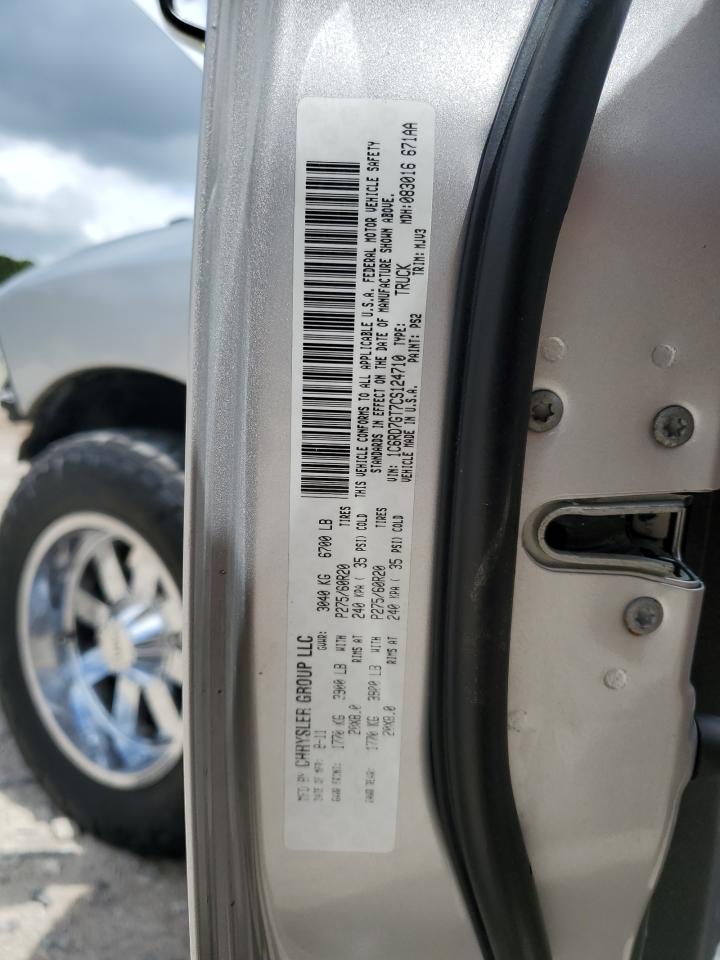 MFD BY CHRYSLER GROUP LLC
DATE OF MFR: 8-11 GVWR: 3040 KG 6700 LB
GAWR FRONT: 1770 KG 3900 LB WITH P275/60R20 TIRES
20X8.0 RIMS AT 240 KPA ( 35 PSI) COLD
GAWR REAR: 1770 KG 3900 LB WITH P275/60R20 TIRES
20X8.0 RIMS AT 240 KPA ( 35 PSI) COLD
THIS VEHICLE CONFORMS TO ALL APPLICABLE U.S.A. FEDERAL MOTOR VEHICLE SAFETY
STANDARDS IN EFFECT ON THE DATE OF MANUFACTURE SHOWN ABOVE.
VIN: 1C6RD7GT7CS124710 TYPE: TRUCK MDH:083016 671AA
VEHICLE MADE IN U.S.A. PAINT: PS2 TRIM: MJV3